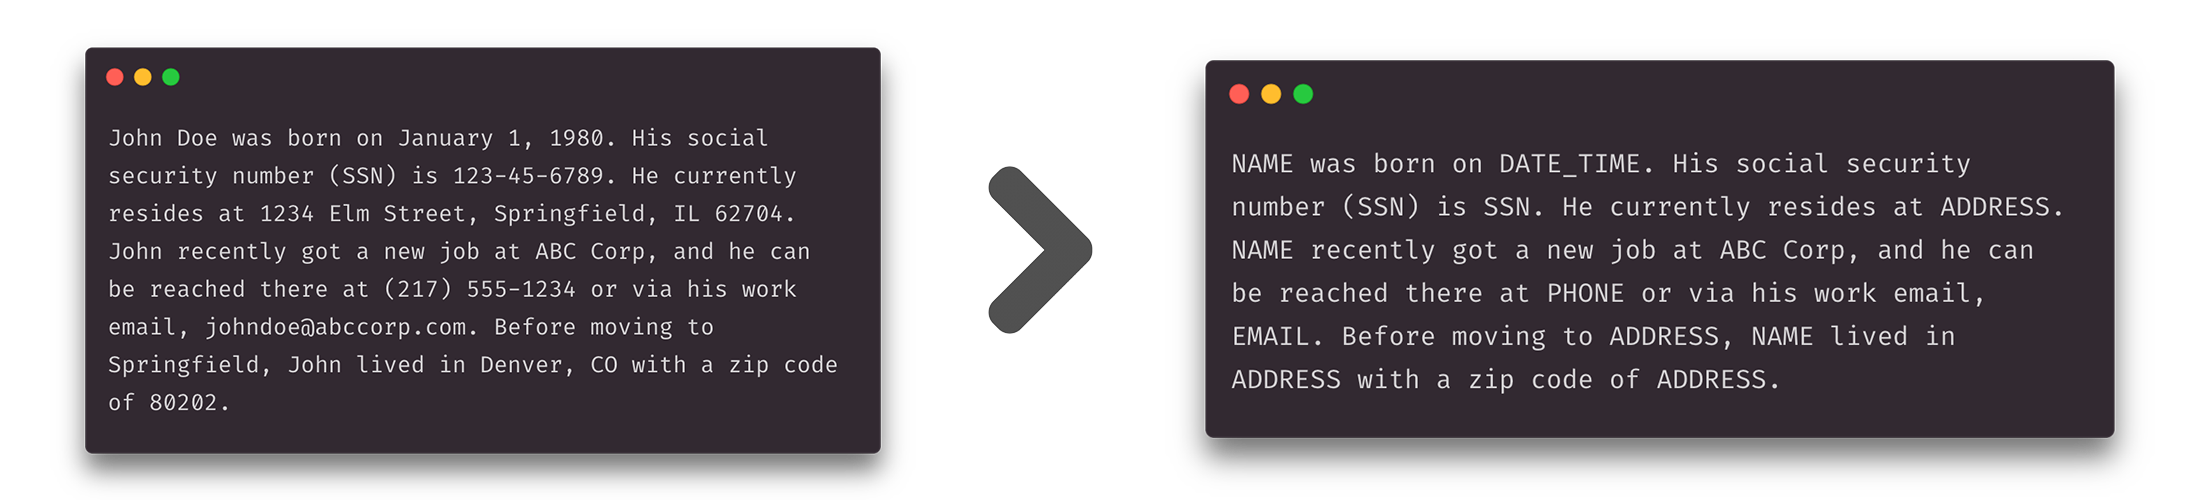 John Doe was born on January 1, 1980. His social
security number (SSN) is 123-45-6789. He currently
resides at 1234 Elm Street, Springfield, IL 62704.
John recently got a new job at ABC Corp, and he can
be reached there at (217) 555-1234 or via his work
email, johndoe@abccorp.com. Before moving to
Springfield, John lived in Denver, CO with a zip code
of 80202.
NAME was born on DATE_TIME. His social security
number (SSN) is SSN. He currently resides at ADDRESS.
NAME recently got a new job at ABC Corp, and he can
be reached there at PHONE or via his work email,
EMAIL. Before moving to ADDRESS, NAME lived in
ADDRESS with a zip code of ADDRESS.